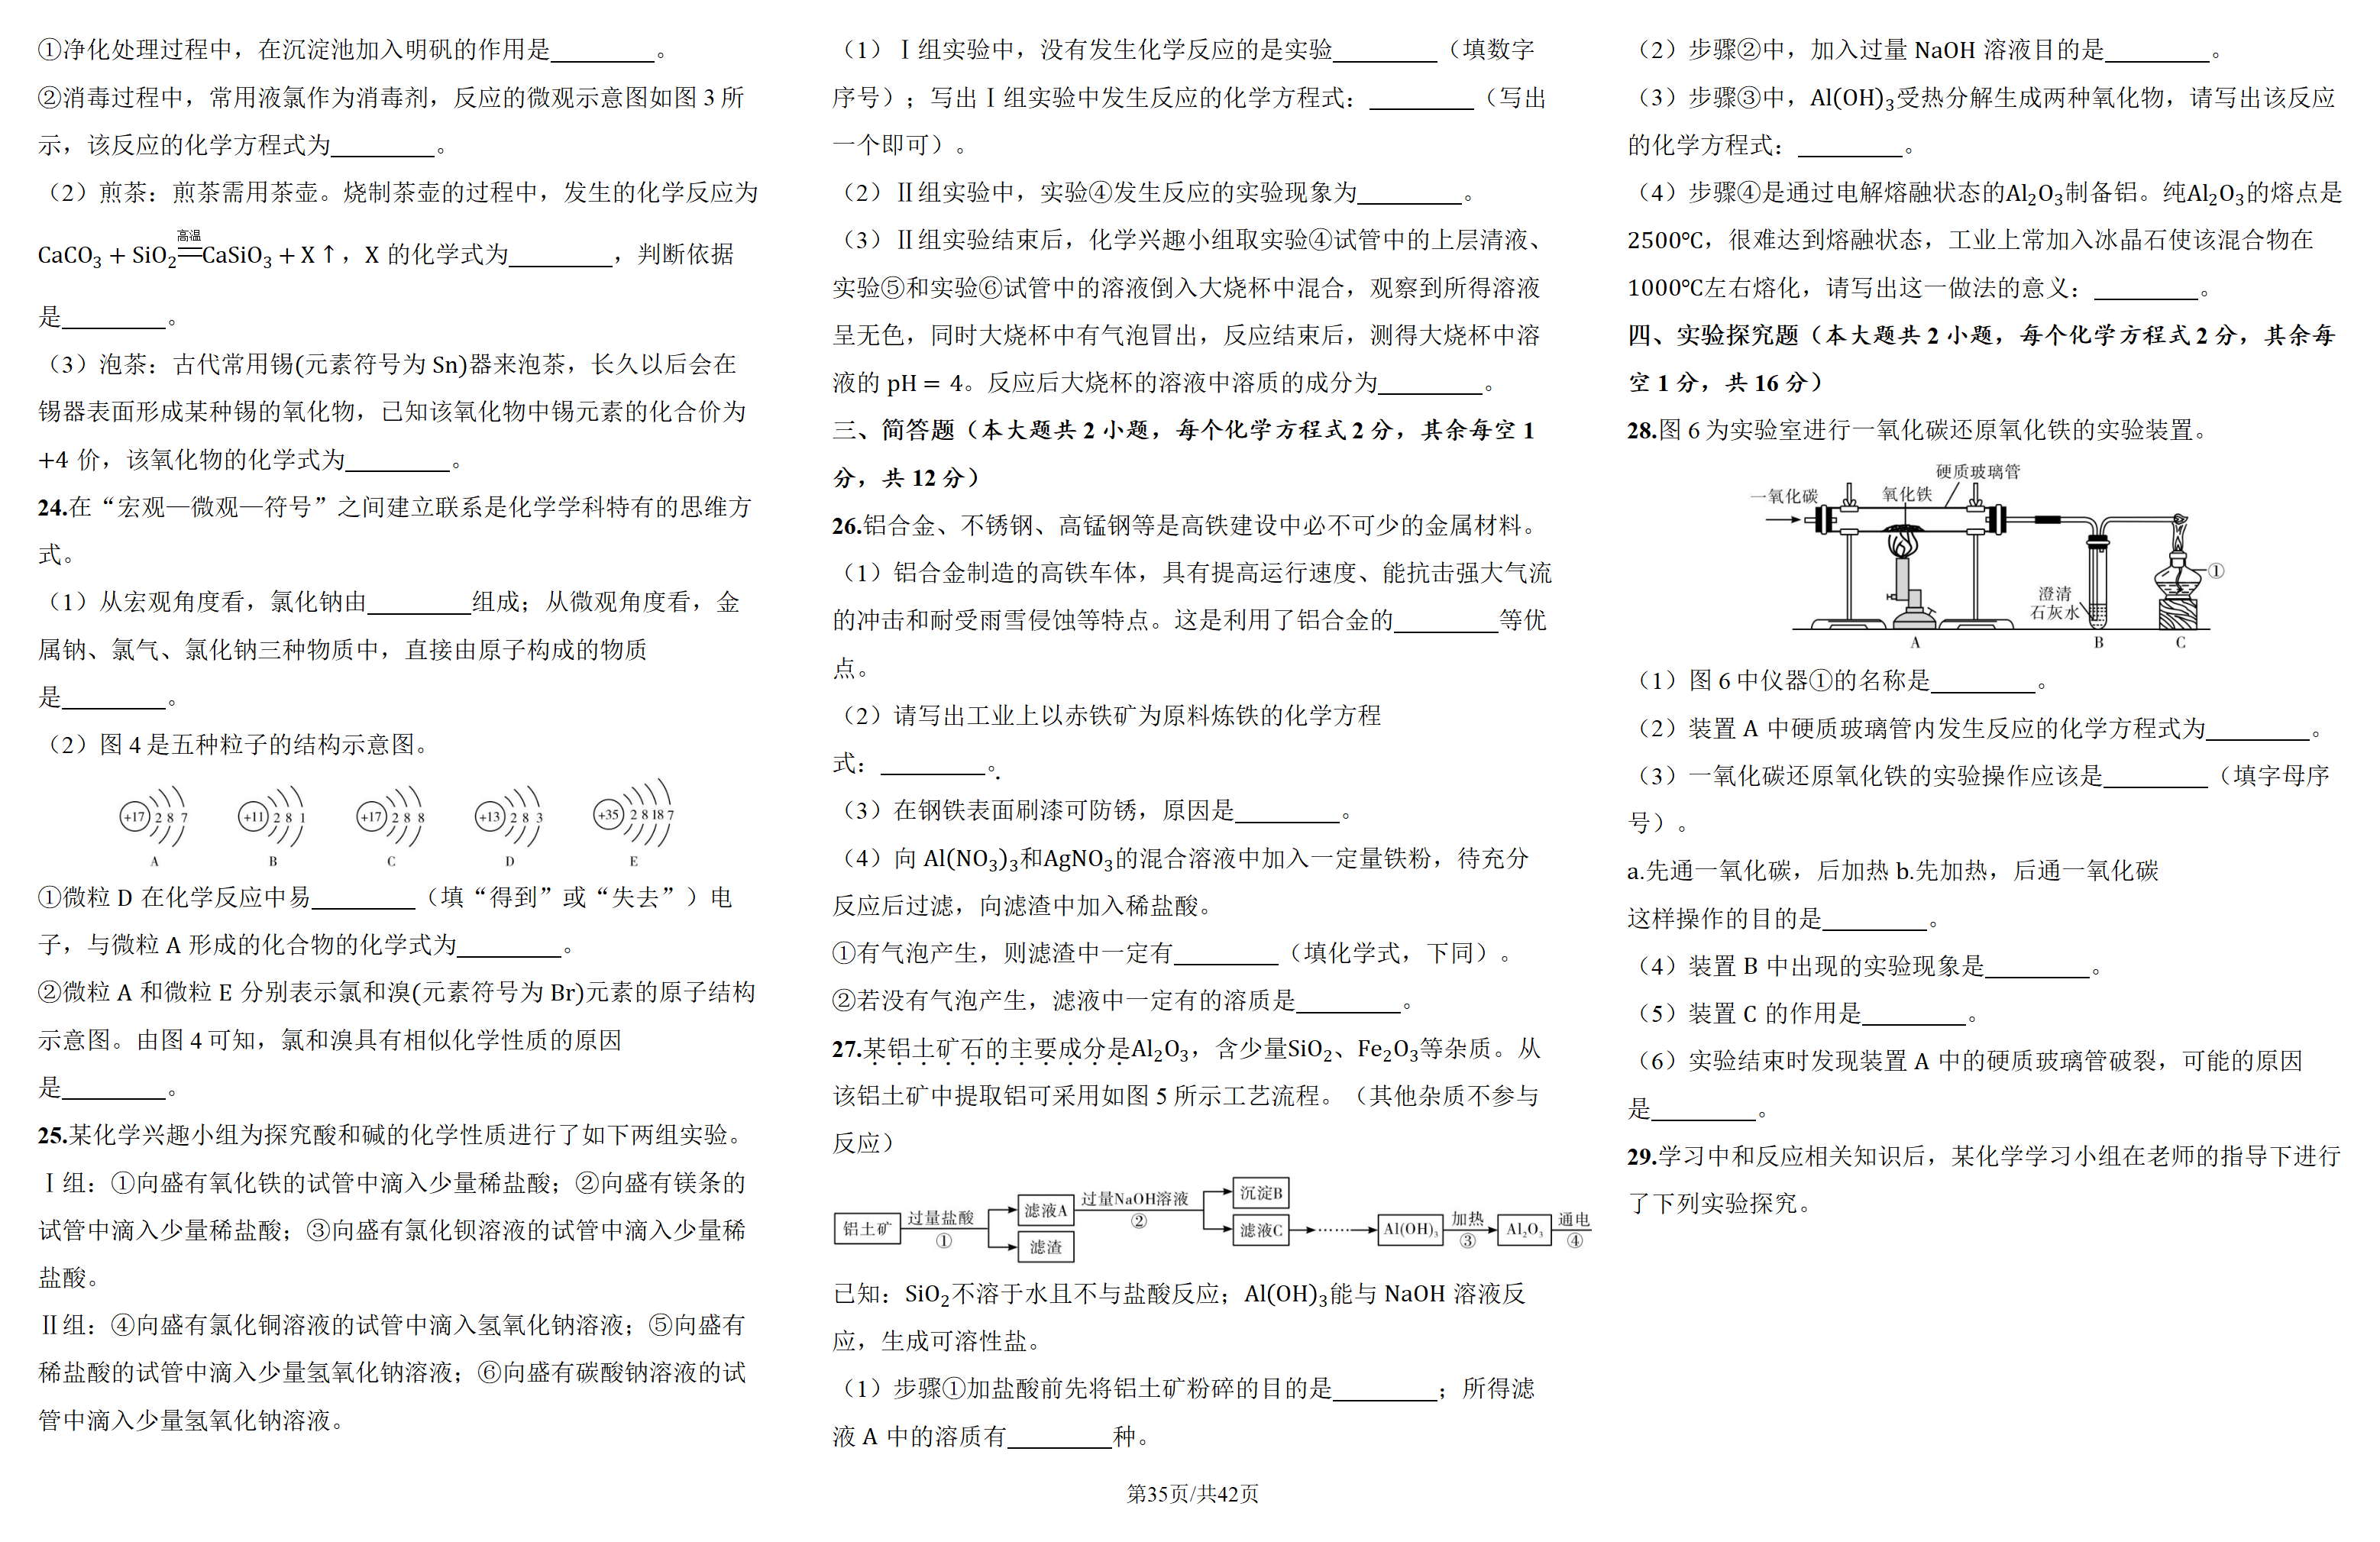 ①净化处理过程中，在沉淀池加入明矾的作用是_________。
②消毒过程中，常用液氯作为消毒剂，反应的微观示意图如图 3 所
示，该反应的化学方程式为_________。
（2）煎茶：煎茶需用茶壶。烧制茶壶的过程中，发生的化学反应为
CaCO₃ + SiO₂ 高温 CaSiO₃ + X ↑，X 的化学式为_________，判断依据
是_________。
（3）泡茶：古代常用锡(元素符号为 Sn)器来泡茶，长久以后会在
锡器表面形成某种锡的氧化物，已知该氧化物中锡元素的化合价为
+4 价，该氧化物的化学式为_________。
24.在“宏观—微观—符号”之间建立联系是化学学科特有的思维方
式。
（1）从宏观角度看，氯化钠由_________组成；从微观角度看，金
属钠、氯气、氯化钠三种物质中，直接由原子构成的物质
是_________。
（2）图 4 是五种粒子的结构示意图。
+17 2 8 7 +11 2 8 1 +17 2 8 8 +13 2 8 3 +35 2 8 18 7
A B C D E
①微粒 D 在化学反应中易_________（填“得到”或“失去”）电
子，与微粒 A 形成的化合物的化学式为_________。
②微粒 A 和微粒 E 分别表示氯和溴(元素符号为 Br)元素的原子结构
示意图。由图 4 可知，氯和溴具有相似化学性质的原因
是_________。
25.某化学兴趣小组为探究酸和碱的化学性质进行了如下两组实验。
Ⅰ组：①向盛有氧化铁的试管中滴入少量稀盐酸；②向盛有镁条的
试管中滴入少量稀盐酸；③向盛有氯化钡溶液的试管中滴入少量稀
盐酸。
Ⅱ组：④向盛有氯化铜溶液的试管中滴入氢氧化钠溶液；⑤向盛有
稀盐酸的试管中滴入少量氢氧化钠溶液；⑥向盛有碳酸钠溶液的试
管中滴入少量氢氧化钠溶液。
（1）Ⅰ组实验中，没有发生化学反应的是实验_________（填数字
序号）；写出Ⅰ组实验中发生反应的化学方程式：_________（写出
一个即可）。
（2）Ⅱ组实验中，实验④发生反应的实验现象为_________。
（3）Ⅱ组实验结束后，化学兴趣小组取实验④试管中的上层清液、
实验⑤和实验⑥试管中的溶液倒入大烧杯中混合，观察到所得溶液
呈无色，同时大烧杯中有气泡冒出，反应结束后，测得大烧杯中溶
液的 pH = 4。反应后大烧杯的溶液中溶质的成分为_________。
三、简答题（本大题共 2 小题，每个化学方程式 2 分，其余每空 1
分，共 12 分）
26.铝合金、不锈钢、高锰钢等是高铁建设中必不可少的金属材料。
（1）铝合金制造的高铁车体，具有提高运行速度、能抗击强大气流
的冲击和耐受雨雪侵蚀等特点。这是利用了铝合金的_________等优
点。
（2）请写出工业上以赤铁矿为原料炼铁的化学方程
式：_________。
（3）在钢铁表面刷漆可防锈，原因是_________。
（4）向 Al(NO₃)₃和AgNO₃的混合溶液中加入一定量铁粉，待充分
反应后过滤，向滤渣中加入稀盐酸。
①有气泡产生，则滤渣中一定有_________（填化学式，下同）。
②若没有气泡产生，滤液中一定有的溶质是_________。
27.某铝土矿石的主要成分是Al₂O₃，含少量SiO₂、Fe₂O₃等杂质。从
该铝土矿中提取铝可采用如图 5 所示工艺流程。（其他杂质不参与
反应）
铝土矿 过量盐酸 ① 滤液A 滤渣 过量NaOH溶液 ② 沉淀B 滤液C …… Al(OH)₃ 加热 ③ Al₂O₃ 通电 ④
已知：SiO₂不溶于水且不与盐酸反应；Al(OH)₃能与 NaOH 溶液反
应，生成可溶性盐。
（1）步骤①加盐酸前先将铝土矿粉碎的目的是_________；所得滤
液 A 中的溶质有_________种。
（2）步骤②中，加入过量 NaOH 溶液目的是_________。
（3）步骤③中，Al(OH)₃受热分解生成两种氧化物，请写出该反应
的化学方程式：_________。
（4）步骤④是通过电解熔融状态的Al₂O₃制备铝。纯Al₂O₃的熔点是
2500℃，很难达到熔融状态，工业上常加入冰晶石使该混合物在
1000℃左右熔化，请写出这一做法的意义：_________。
四、实验探究题（本大题共 2 小题，每个化学方程式 2 分，其余每
空 1 分，共 16 分）
28.图 6 为实验室进行一氧化碳还原氧化铁的实验装置。
一氧化碳 氧化铁 硬质玻璃管 澄清石灰水 ①
A B C
（1）图 6 中仪器①的名称是_________。
（2）装置 A 中硬质玻璃管内发生反应的化学方程式为_________。
（3）一氧化碳还原氧化铁的实验操作应该是_________（填字母序
号）。
a.先通一氧化碳，后加热 b.先加热，后通一氧化碳
这样操作的目的是_________。
（4）装置 B 中出现的实验现象是_________。
（5）装置 C 的作用是_________。
（6）实验结束时发现装置 A 中的硬质玻璃管破裂，可能的原因
是_________。
29.学习中和反应相关知识后，某化学学习小组在老师的指导下进行
了下列实验探究。
第35页/共42页